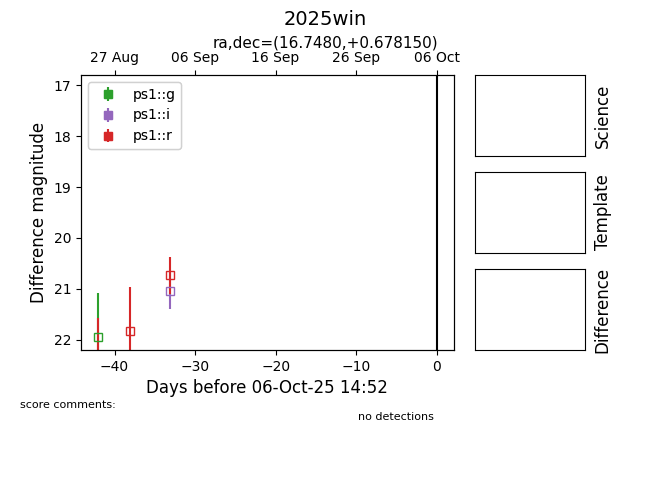 2025win
ra,dec=(16.7480,+0.678150)
27 Aug 06 Sep 16 Sep 26 Sep 06 Oct
ps1::g
ps1::i
ps1::r
17
18
19
20
21
22
Difference magnitude
−40 −30 −20 −10 0
Days before 06-Oct-25 14:52
Science
Template
Difference
score comments:
no detections